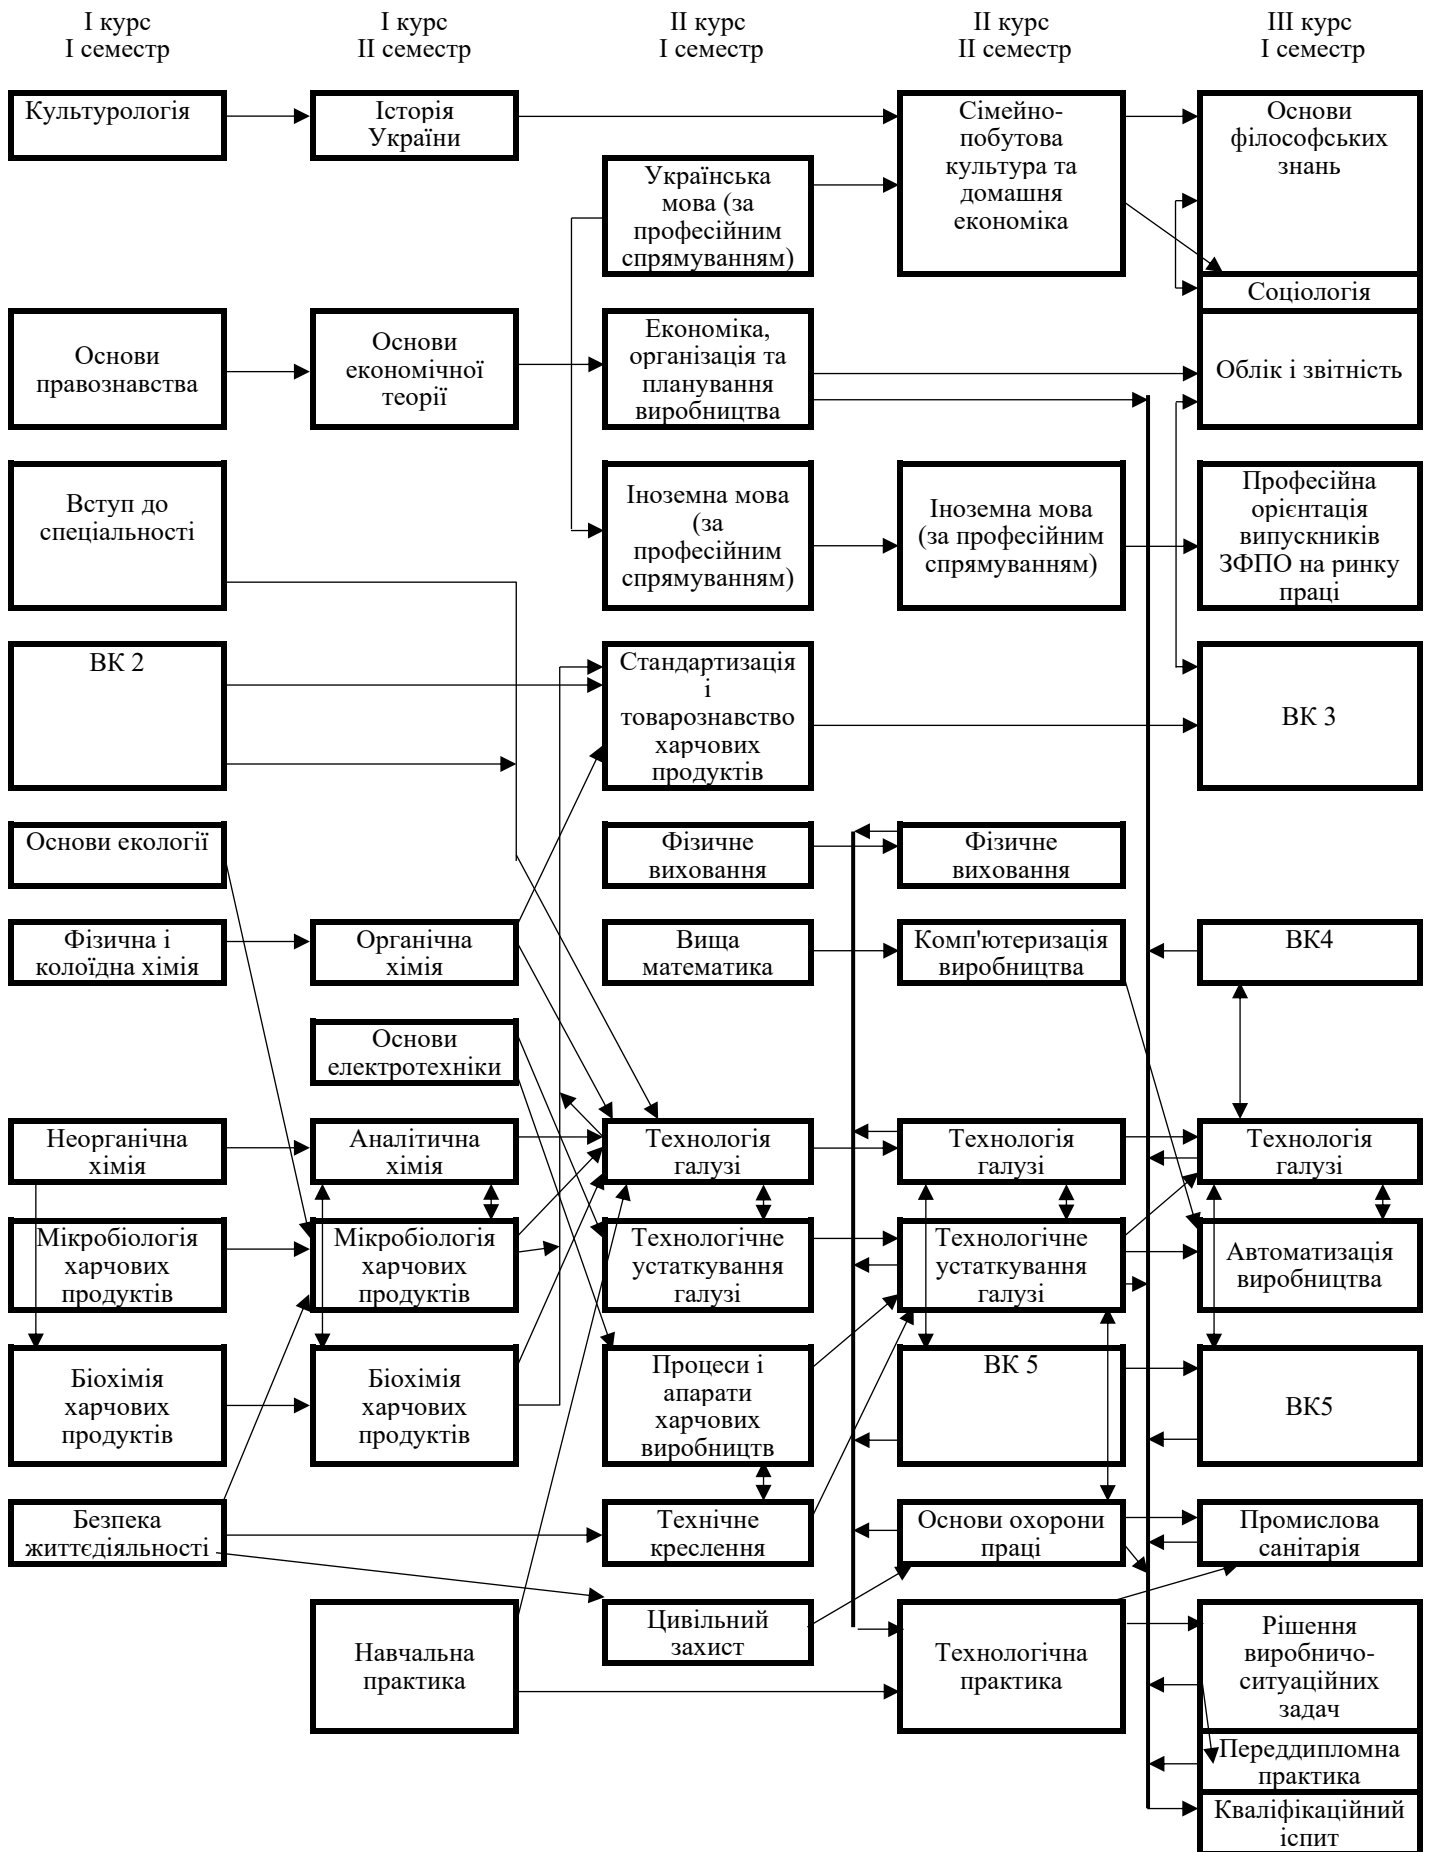 І курс
І семестр
І курс
ІІ семестр
ІІ курс
І семестр
ІІ курс
ІІ семестр
ІІІ курс
І семестр
Культурологія
Історія
України
Сімейно-
побутова
культура та
домашня
економіка
Основи
філософських
знань
Українська
мова (за
професійним
спрямуванням)
Соціологія
Основи
правознавства
Основи
економічної
теорії
Економіка,
організація та
планування
виробництва
Облік і звітність
Вступ до
спеціальності
Іноземна мова
(за
професійним
спрямуванням)
Іноземна мова
(за професійним
спрямуванням)
Професійна
орієнтація
випускників
ЗФПО на ринку
праці
ВК 2
Стандартизація
і
товарознавство
харчових
продуктів
ВК 3
Основи екології
Фізичне
виховання
Фізичне
виховання
Фізична і
колоїдна хімія
Органічна
хімія
Вища
математика
Комп'ютеризація
виробництва
ВК4
Основи
електротехніки
Неорганічна
хімія
Аналітична
хімія
Технологія
галузі
Технологія
галузі
Технологія
галузі
Мікробіологія
харчових
продуктів
Мікробіологія
харчових
продуктів
Технологічне
устаткування
галузі
Технологічне
устаткування
галузі
Автоматизація
виробництва
Біохімія
харчових
продуктів
Біохімія
харчових
продуктів
Процеси і
апарати
харчових
виробництв
ВК 5
ВК5
Безпека
життєдіяльності
Технічне
креслення
Основи охорони
праці
Промислова
санітарія
Навчальна
практика
Цивільний
захист
Технологічна
практика
Рішення
виробничо-
ситуаційних
задач
Переддипломна
практика
Кваліфікаційний
іспит